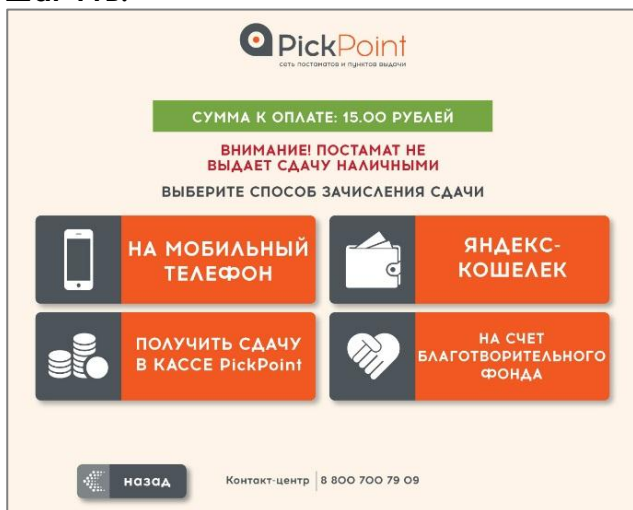 PickPoint
сеть постаматов и пунктов выдачи
СУММА К ОПЛАТЕ: 15.00 РУБЛЕЙ
ВНИМАНИЕ! ПОСТАМАТ НЕ
ВЫДАЕТ СДАЧУ НАЛИЧНЫМИ
ВЫБЕРИТЕ СПОСОБ ЗАЧИСЛЕНИЯ СДАЧИ
НА МОБИЛЬНЫЙ
ТЕЛЕФОН
ЯНДЕКС-
КОШЕЛЕК
ПОЛУЧИТЬ СДАЧУ
В КАССЕ PickPoint
НА СЧЕТ
БЛАГОТВОРИТЕЛЬНОГО
ФОНДА
назад
Контакт-центр 8 800 700 79 09